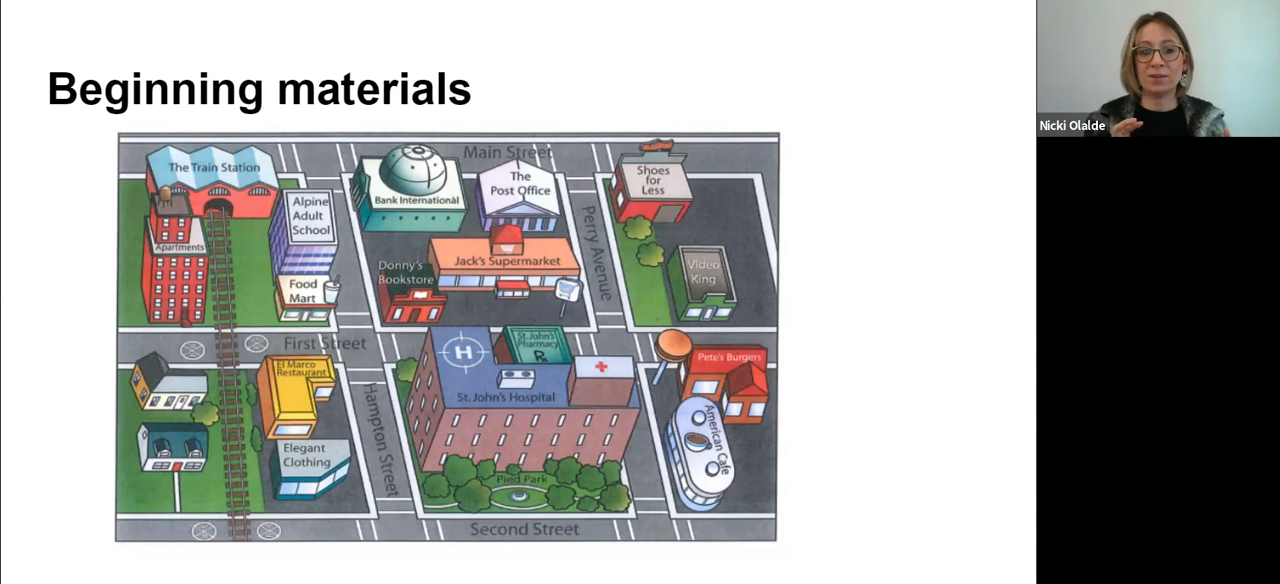 Beginning materials
Nicki Olalde
Main Street
The Train Station
Bank International
The
Post Office
Shoes
for
Less
Alpine
Adult
School
Apartments
Perry Avenue
Donny's
Bookstore
Jack's Supermarket
Video
King
Food
Mart
First Street
H
St. John's
Pharmacy
Rx
El Marco
Restaurant
Pete's Burgers
St. John's Hospital
Hampton Street
American Cafe
Elegant
Clothing
Pied Park
Second Street